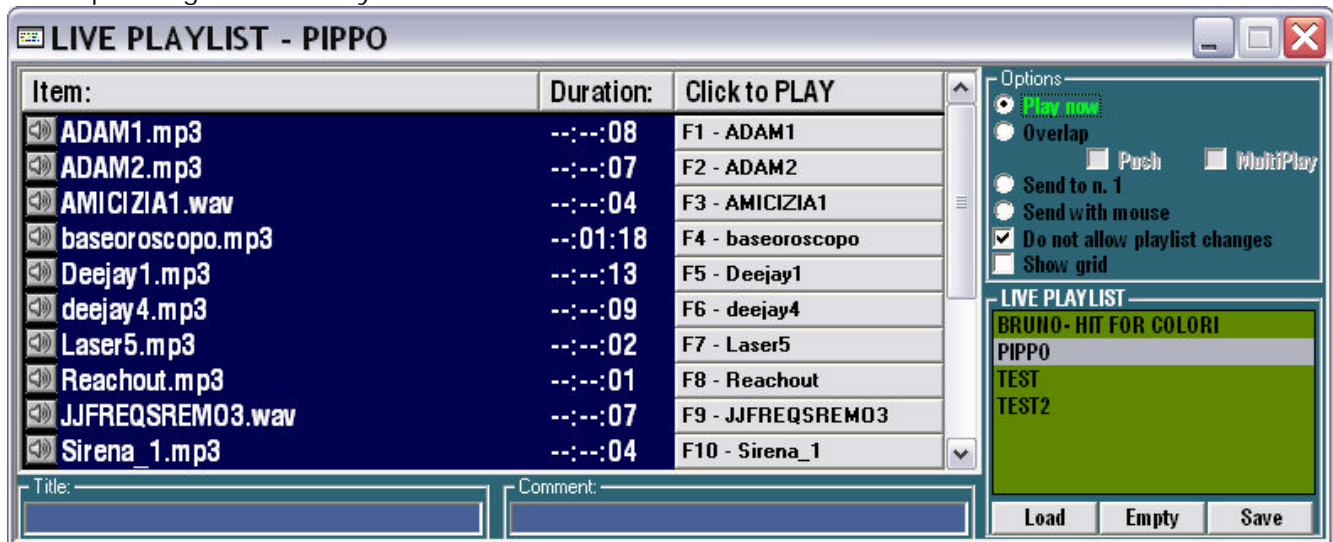 LIVE PLAYLIST - PIPPO
Item: Duration: Click to PLAY
ADAM1.mp3 --:--:08 F1 - ADAM1
ADAM2.mp3 --:--:07 F2 - ADAM2
AMICIZIA1.wav --:--:04 F3 - AMICIZIA1
baseoroscopo.mp3 --:01:18 F4 - baseoroscopo
Deejay1.mp3 --:--:13 F5 - Deejay1
deejay4.mp3 --:--:09 F6 - deejay4
Laser5.mp3 --:--:02 F7 - Laser5
Reachout.mp3 --:--:01 F8 - Reachout
JJFREQSREMO3.wav --:--:07 F9 - JJFREQSREMO3
Sirena_1.mp3 --:--:04 F10 - Sirena_1
Title:
Comment:
Options
Play now
Overlap
Push MultiPlay
Send to n. 1
Send with mouse
Do not allow playlist changes
Show grid
LIVE PLAYLIST
BRUNO- HIT FOR COLORI
PIPPO
TEST
TEST2
Load Empty Save